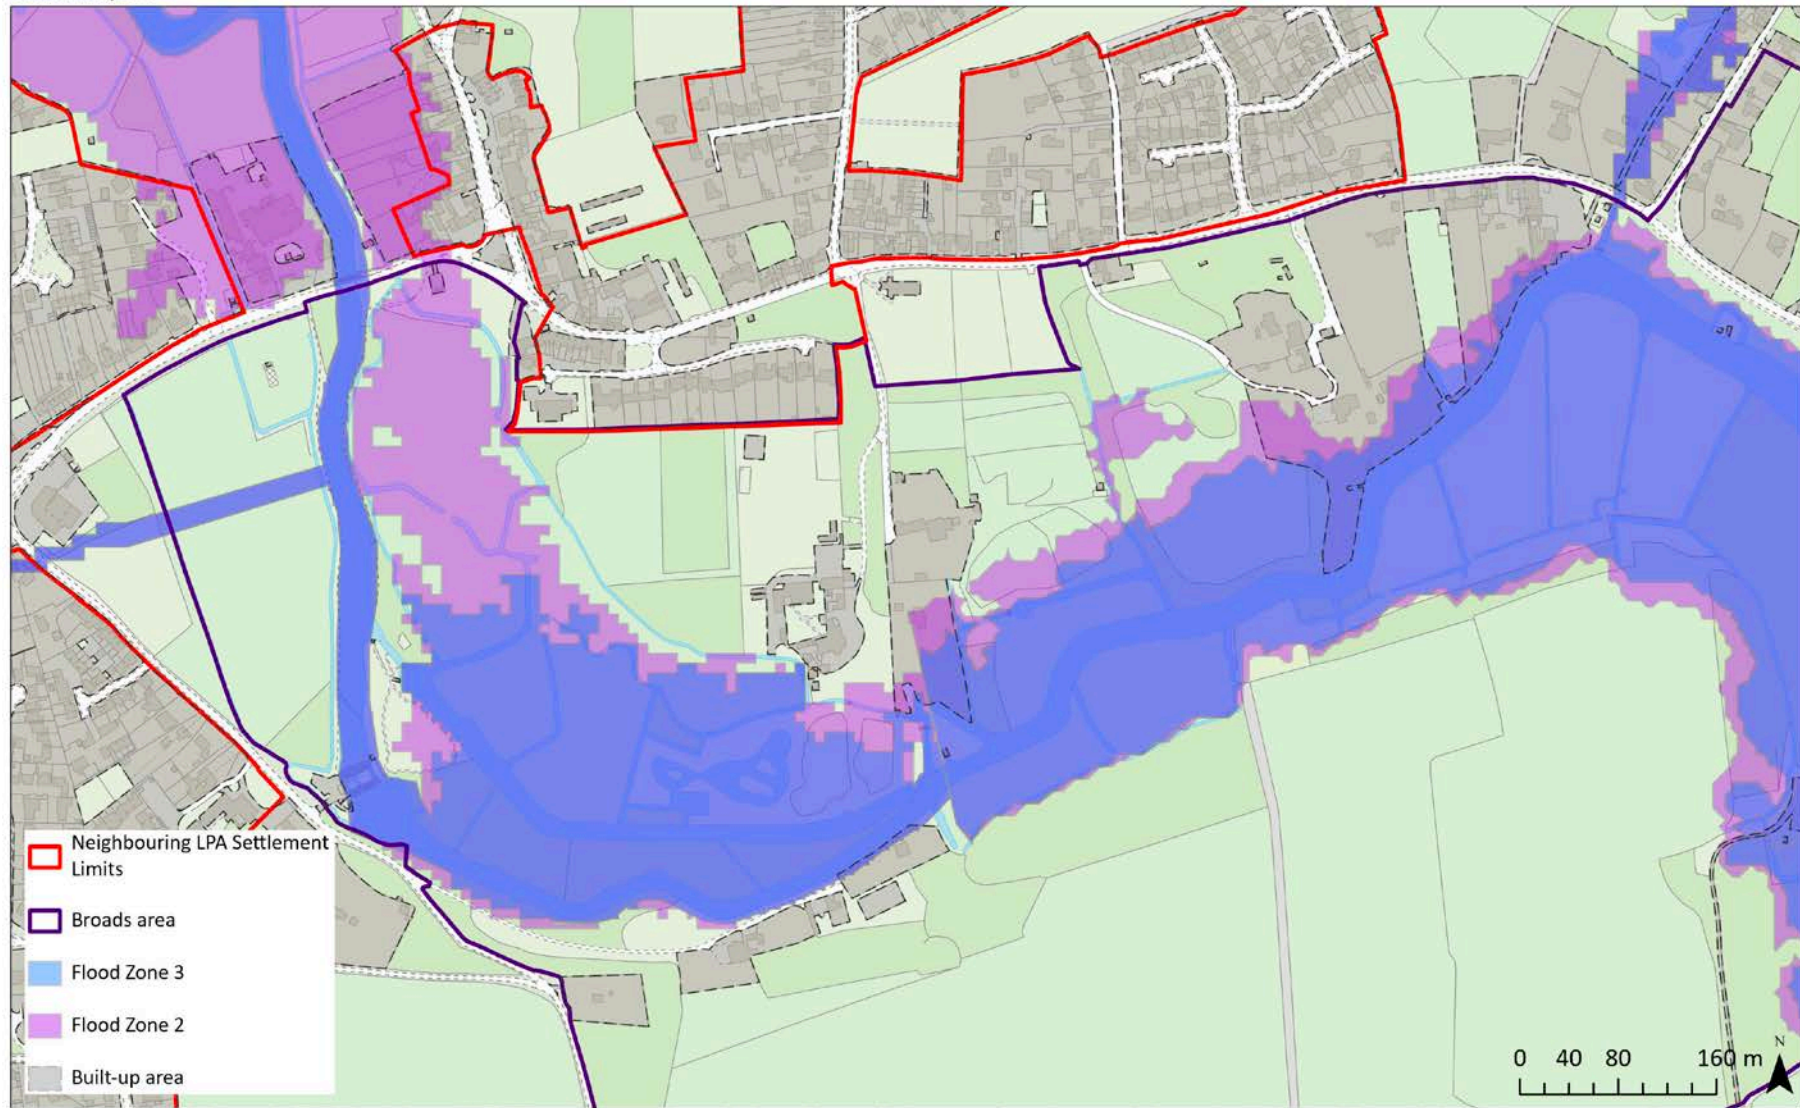 Neighbouring LPA Settlement
Limits
Broads area
Flood Zone 3
Flood Zone 2
Built-up area
0 40 80 160 m
N